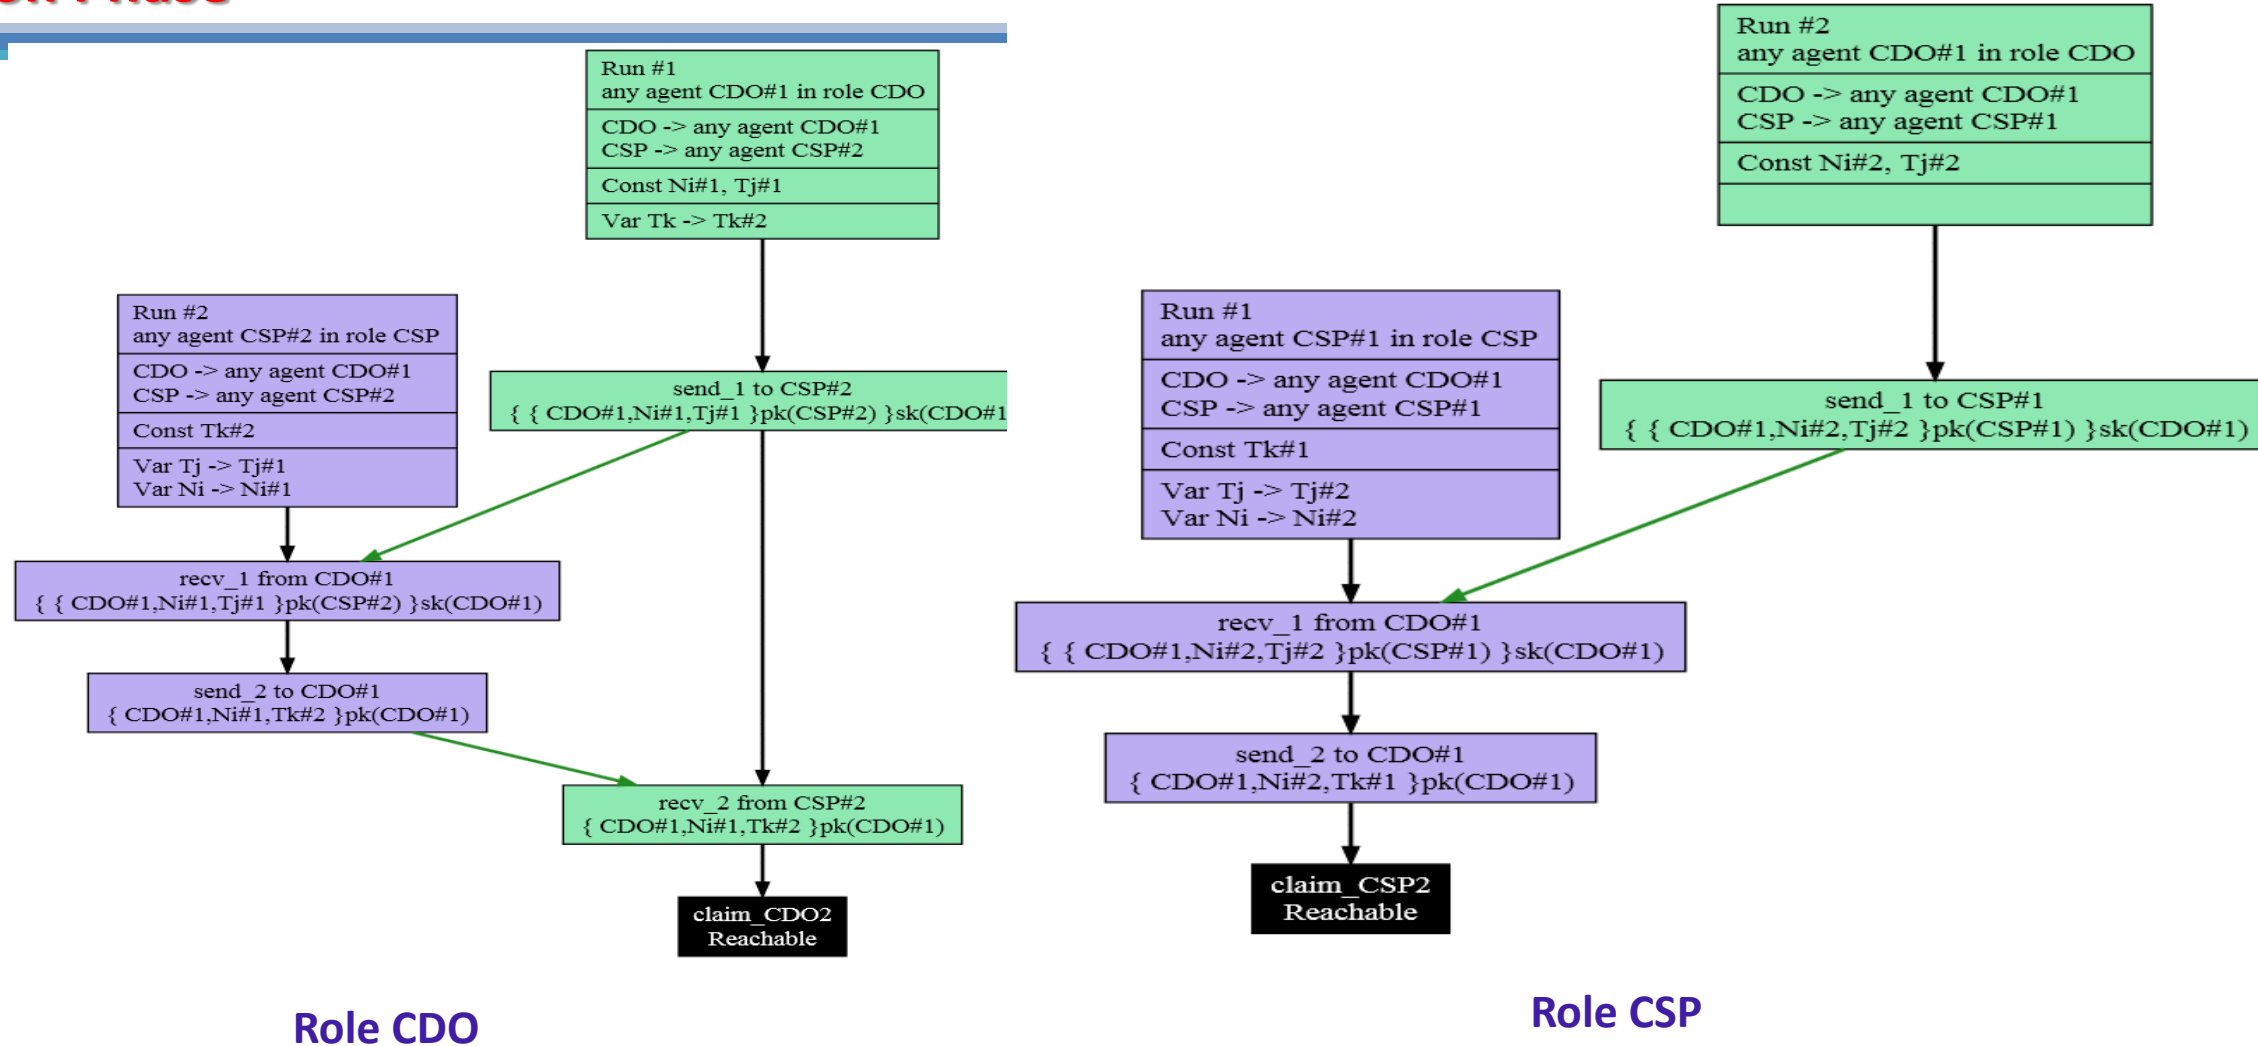 Run #1
any agent CDO#1 in role CDO
CDO -> any agent CDO#1
CSP -> any agent CSP#2
Const Ni#1, Tj#1
Var Tk -> Tk#2
Run #2
any agent CSP#2 in role CSP
CDO -> any agent CDO#1
CSP -> any agent CSP#2
Const Tk#2
Var Tj -> Tj#1
Var Ni -> Ni#1
send_1 to CSP#2
{ { CDO#1,Ni#1,Tj#1 }pk(CSP#2) }sk(CDO#1
recv_1 from CDO#1
{ { CDO#1,Ni#1,Tj#1 }pk(CSP#2) }sk(CDO#1)
send_2 to CDO#1
{ CDO#1,Ni#1,Tk#2 }pk(CDO#1)
recv_2 from CSP#2
{ CDO#1,Ni#1,Tk#2 }pk(CDO#1)
claim_CDO2
Reachable
Role CDO
Run #2
any agent CDO#1 in role CDO
CDO -> any agent CDO#1
CSP -> any agent CSP#1
Const Ni#2, Tj#2
Run #1
any agent CSP#1 in role CSP
CDO -> any agent CDO#1
CSP -> any agent CSP#1
Const Tk#1
Var Tj -> Tj#2
Var Ni -> Ni#2
send_1 to CSP#1
{ { CDO#1,Ni#2,Tj#2 }pk(CSP#1) }sk(CDO#1)
recv_1 from CDO#1
{ { CDO#1,Ni#2,Tj#2 }pk(CSP#1) }sk(CDO#1)
send_2 to CDO#1
{ CDO#1,Ni#2,Tk#1 }pk(CDO#1)
claim_CSP2
Reachable
Role CSP